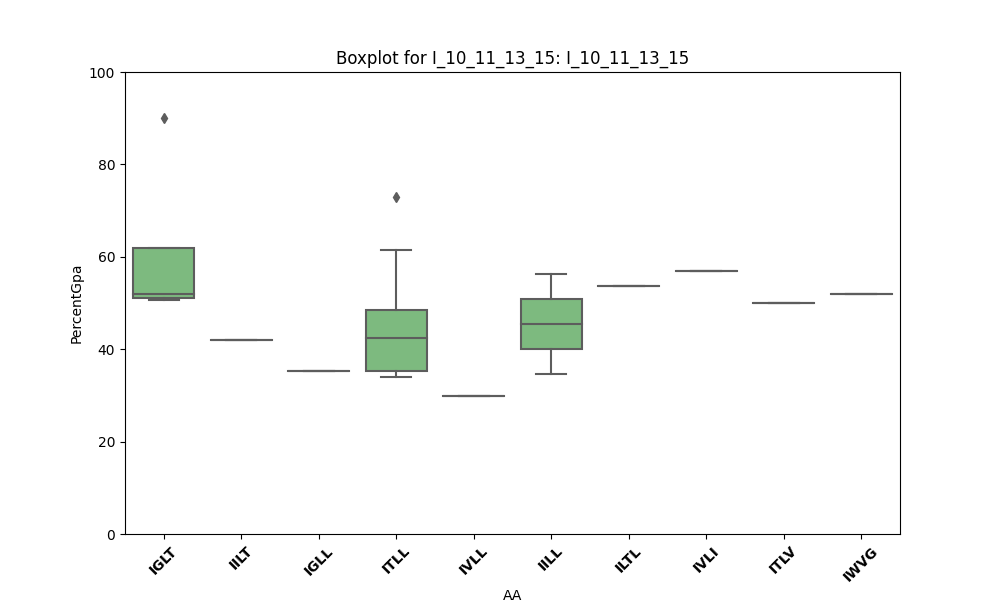 Boxplot for I_10_11_13_15: I_10_11_13_15
100
80
60
40
20
0
PercentGpa
IGLT
IILT
IGLL
ITLL
IVLL
IILL
ILTL
IVLI
ITLV
IWVG
AA